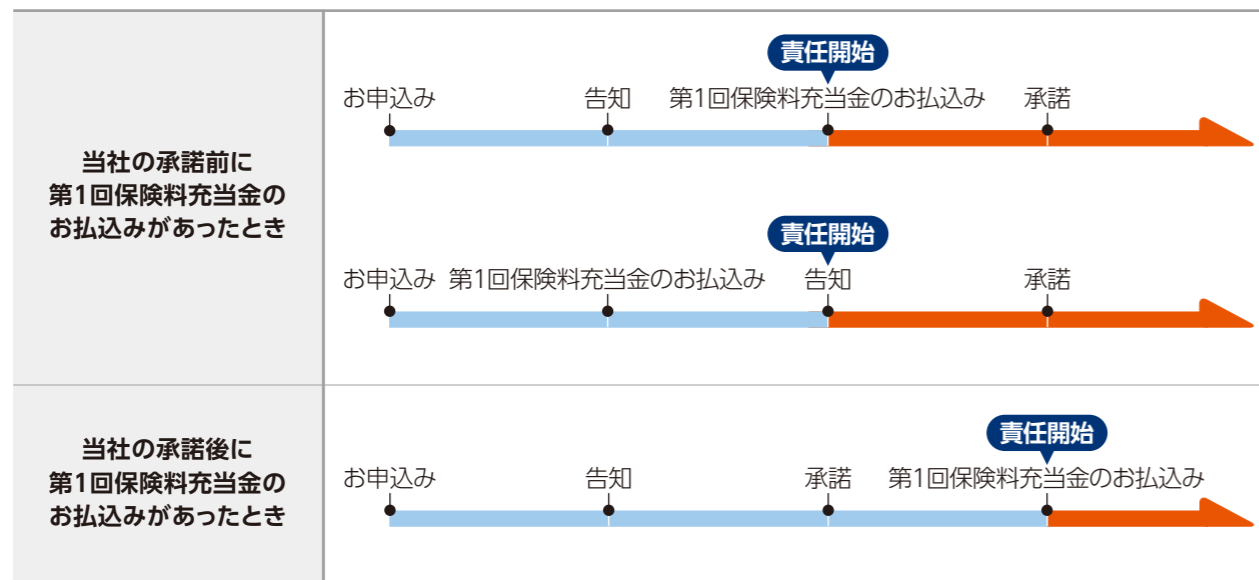 当社の承諾前に
第1回保険料充当金の
お払込みがあったとき
責任開始
お申込み 告知 第1回保険料充当金のお払込み 承諾
責任開始
お申込み 第1回保険料充当金のお払込み 告知 承諾
当社の承諾後に
第1回保険料充当金の
お払込みがあったとき
責任開始
お申込み 告知 承諾 第1回保険料充当金のお払込み